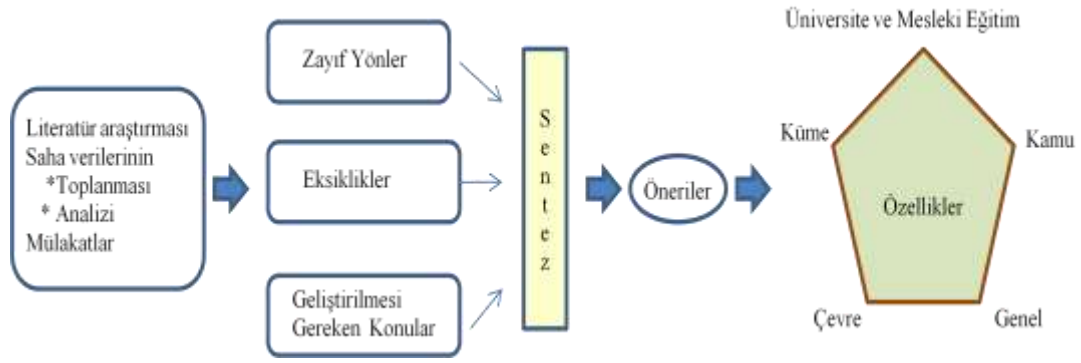 Literatür araştırması
Saha verilerinin
*Toplanması
* Analizi
Mülakatlar
Zayıf Yönler
Eksiklikler
Geliştirilmesi
Gereken Konular
S
e
n
t
e
z
Öneriler
Üniversite ve Mesleki Eğitim
Küme
Kamu
Özellikler
Çevre
Genel